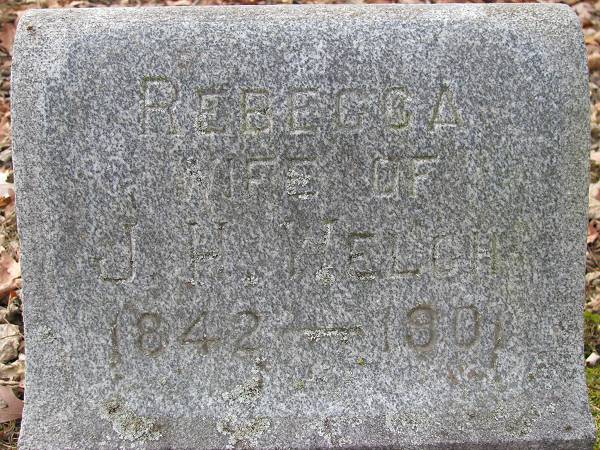 REBECCA
WIFE OF
J. H. WELCH
1842 — 1901